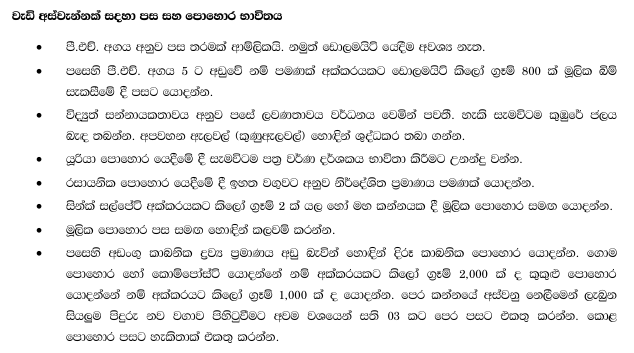 වැඩි අස්වැන්නක් සදහා පස සහ පොහොර භාවිතය
• පී.එච්. අගය අනුව පස තරමක් ආම්ලිකයි. නමුත් ඩොලමයිට් යෙදීම අවශ්‍ය නැත.
• පසෙහි පී.එච්. අගය 5 ට අඩුවේ නම් පමණක් අක්කරයකට ඩොලමයිට් කිලෝ ග්‍රෑම් 800 ක් මූලික බිම්
සැකසීමේ දී පසට යොදන්න.
• විද්‍යුත් සන්නායකතාවය අනුව පසේ ලවණතාවය වර්ධනය වෙමින් පවතී. හැකි සැමවිටම කුඹුරේ ජලය
බැඳ තබන්න. අපවහන ඇලවල් (කුණුඇලවල්) හොඳින් ශුද්ධකර තබා ගන්න.
• යූරියා පොහොර යෙදීමේ දී සැමවිටම පත්‍ර වර්ණ දර්ශකය භාවිතා කිරීමට උනන්දු වන්න.
• රසායනික පොහොර යෙදීමේ දී ඉහත වගුවට අනුව නිර්දේශිත ප්‍රමාණය පමණක් යොදන්න.
• සින්ක් සල්පේට් අක්කරයකට කිලෝ ග්‍රෑම් 2 ක් යල හෝ මහ කන්නයක දී මූලික පොහොර සමඟ යොදන්න.
• මූලික පොහොර පස සමඟ හොඳින් කලවම් කරන්න.
• පසෙහි අඩංගු කාබනික ද්‍රව්‍ය ප්‍රමාණය අඩු බැවින් හොඳින් දිරූ කාබනික පොහොර යොදන්න. ගොම
පොහොර හෝ කොම්පෝස්ට් යොදන්නේ නම් අක්කරයකට කිලෝ ග්‍රෑම් 2,000 ක් ද කුකුළු පොහොර
යොදන්නේ නම් අක්කරයට කිලෝ ග්‍රෑම් 1,000 ක් ද යොදන්න. පෙර කන්නයේ අස්වනු නෙලීමෙන් ලැබුන
සියලුම පිදුරු නව වගාව පිහිටුවීමට අවම වශයෙන් සති 03 කට පෙර පසට එකතු කරන්න. කොළ
පොහොර පසට හැකිතාක් එකතු කරන්න.